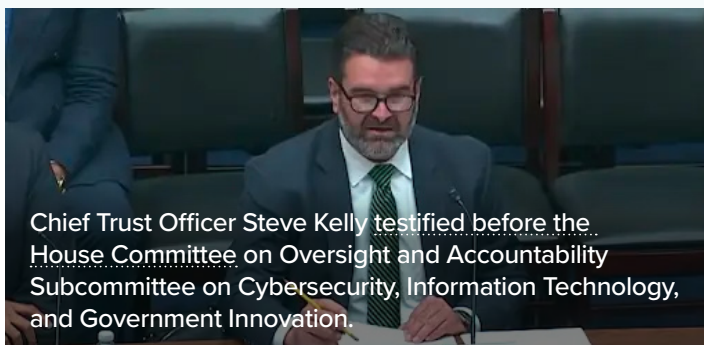 Chief Trust Officer Steve Kelly testified before the
House Committee on Oversight and Accountability
Subcommittee on Cybersecurity, Information Technology,
and Government Innovation.